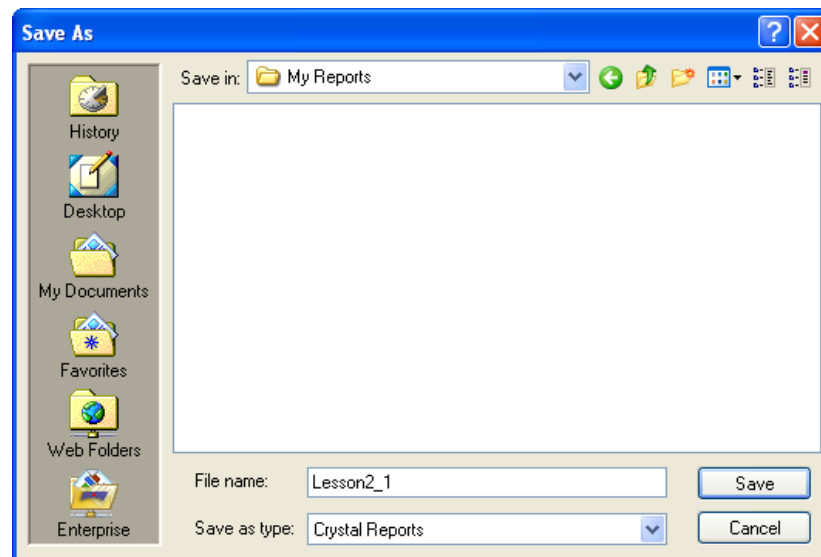 Save As
Save in: My Reports
History
Desktop
My Documents
Favorites
Web Folders
Enterprise
File name: Lesson2_1
Save
Save as type: Crystal Reports
Cancel